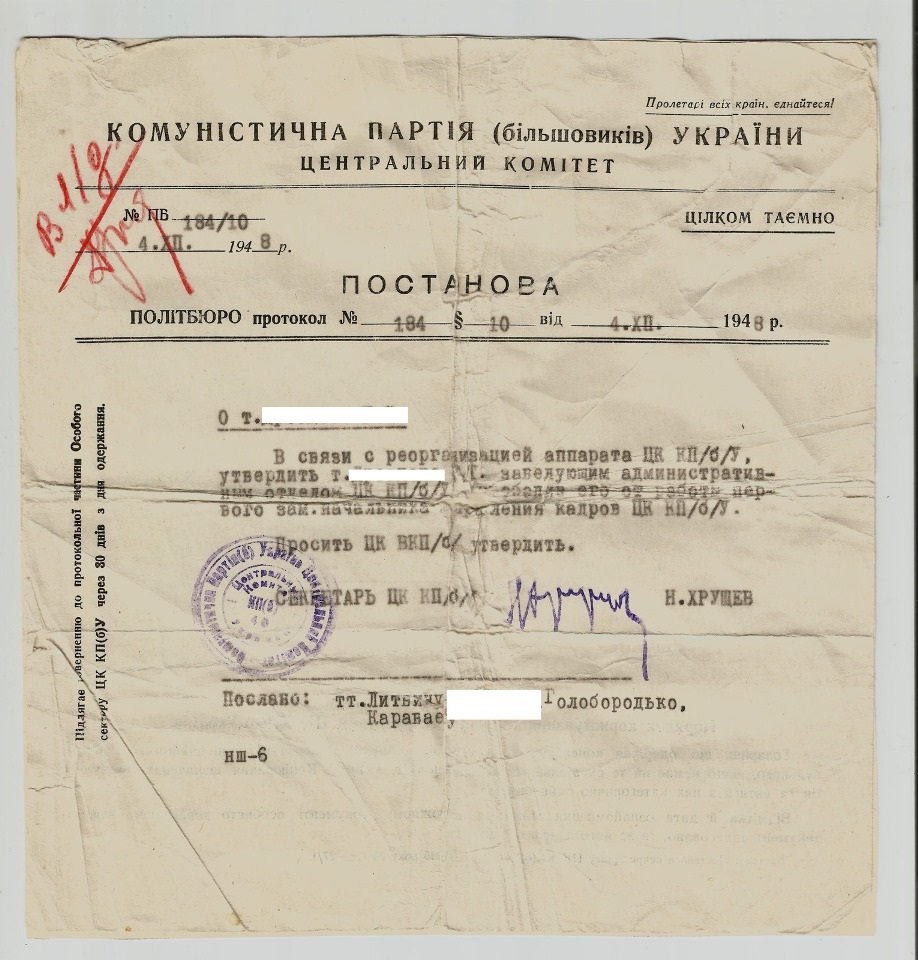 Пролетарі всіх країн, єднайтеся!
КОМУНІСТИЧНА ПАРТІЯ (більшовиків) УКРАЇНИ
ЦЕНТРАЛЬНИЙ КОМІТЕТ
В 1/2
№ ПБ 184/10
ЦІЛКОМ ТАЄМНО
4.XII. 1948 р.
ПОСТАНОВА
ПОЛІТБЮРО протокол № 184 § 10 від 4.XII. 1948 р.
Підлягає поверненню до протокольної частини Особого
сектору ЦК КП(б)У через 30 днів з дня одержання.
О т.
В связи с реорганизацией аппарата ЦК КП/б/У,
утвердить т. заведующим административ-
ным отделом ЦК КП/б/У его от работы пер-
вого зам.начальника управления кадров ЦК КП/б/У.
Просить ЦК ВКП/б/ утвердить.
СЕКРЕТАРЬ ЦК КП/б/У Н.ХРУЩЕВ
Центральний
Комітет
Послано: тт.Литвину Голобородько,
Караваеву
нш-6